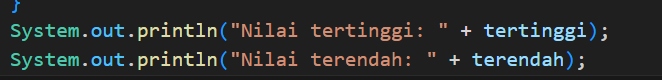 }
System.out.println("Nilai tertinggi: " + tertinggi);
System.out.println("Nilai terendah: " + terendah);